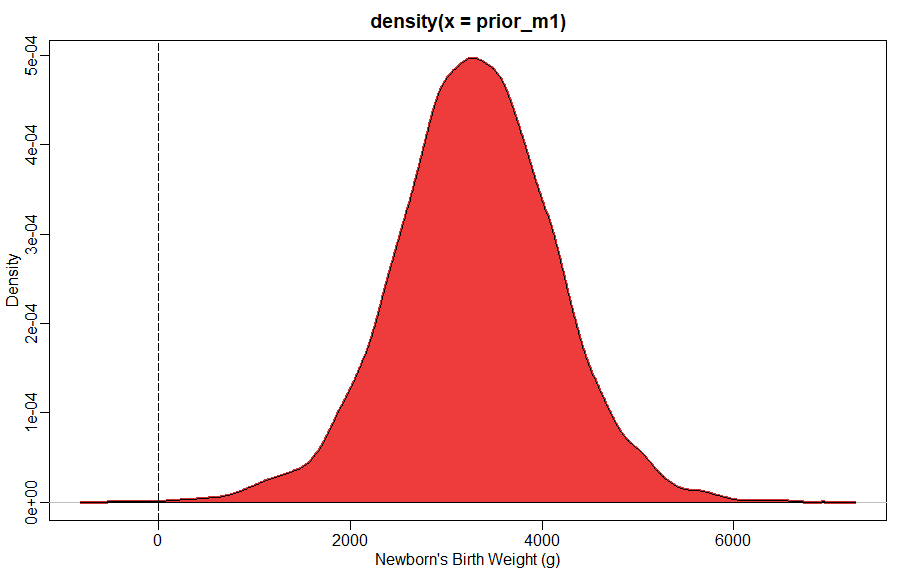 density(x = prior_m1)
5e-04
4e-04
3e-04
2e-04
1e-04
0e+00
Density
0
2000
4000
6000
Newborn's Birth Weight (g)